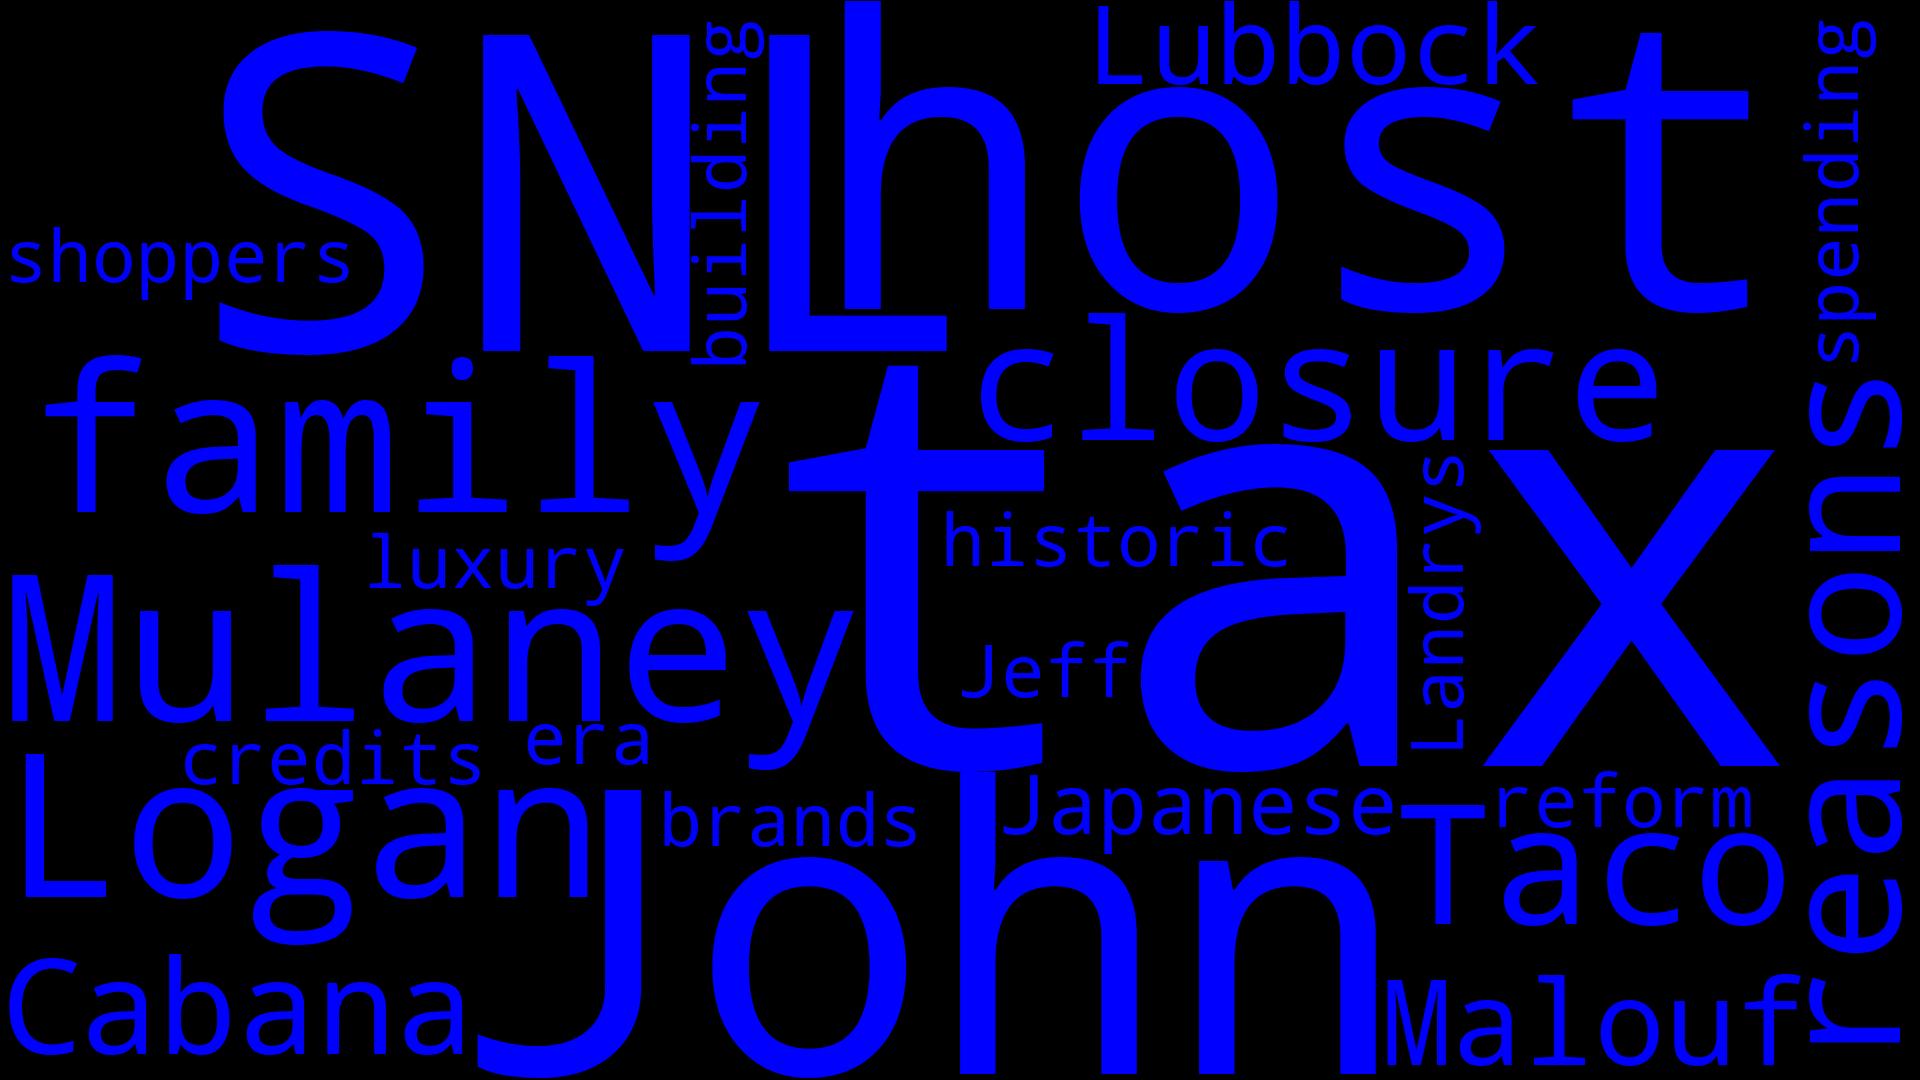 SNL
host
Lubbock
building
spending
shoppers
closure
family
tax
historic
Landrys
luxury
Mulaney
Jeff
reasons
credits
era
Logan
brands
Japanese
reform
Taco
John
Cabana
Malouf